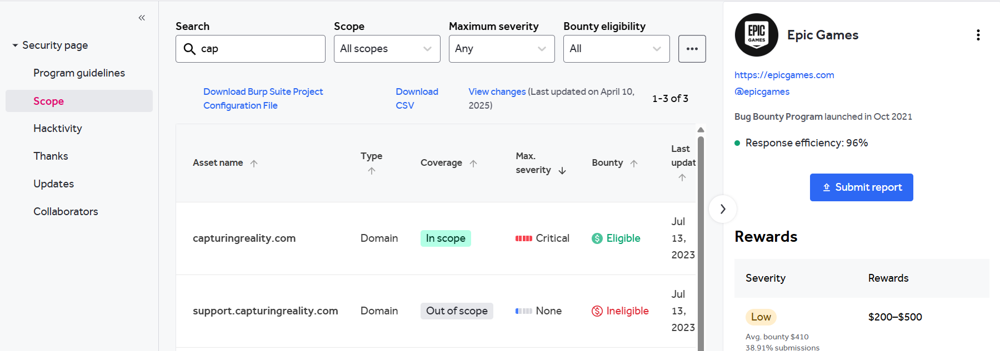 Security page
Program guidelines
Scope
Hacktivity
Thanks
Updates
Collaborators
Search
cap
Scope
All scopes
Maximum severity
Any
Bounty eligibility
All
Download Burp Suite Project
Configuration File
Download
CSV
View changes (Last updated on April 10,
2025)
1-3 of 3
Asset name
Type
Coverage
Max.
severity
Bounty
Last
updat
capturingreality.com
Domain
In scope
Critical
Eligible
Jul
13,
2023
support.capturingreality.com
Domain
Out of scope
None
Ineligible
Jul
13,
2023
EPIC
GAMES
Epic Games
https://epicgames.com
@epicgames
Bug Bounty Program launched in Oct 2021
Response efficiency: 96%
Submit report
Rewards
Severity
Rewards
Low
$200–$500
Avg. bounty $410
38.91% submissions